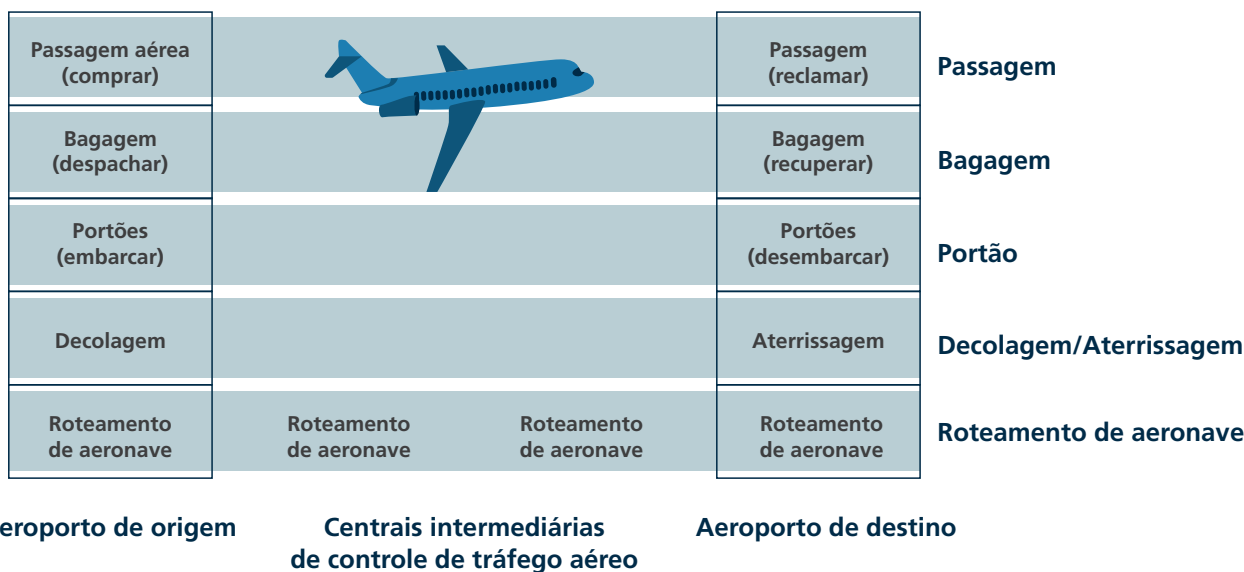 Passagem aérea
(comprar)
Passagem
(reclamar)
Passagem
Bagagem
(despachar)
Bagagem
(recuperar)
Bagagem
Portões
(embarcar)
Portões
(desembarcar)
Portão
Decolagem
Aterrissagem
Decolagem/Aterrissagem
Roteamento
de aeronave
Roteamento
de aeronave
Roteamento
de aeronave
Roteamento
de aeronave
Roteamento de aeronave
eroporto de origem
Centrais intermediárias
de controle de tráfego aéreo
Aeroporto de destino